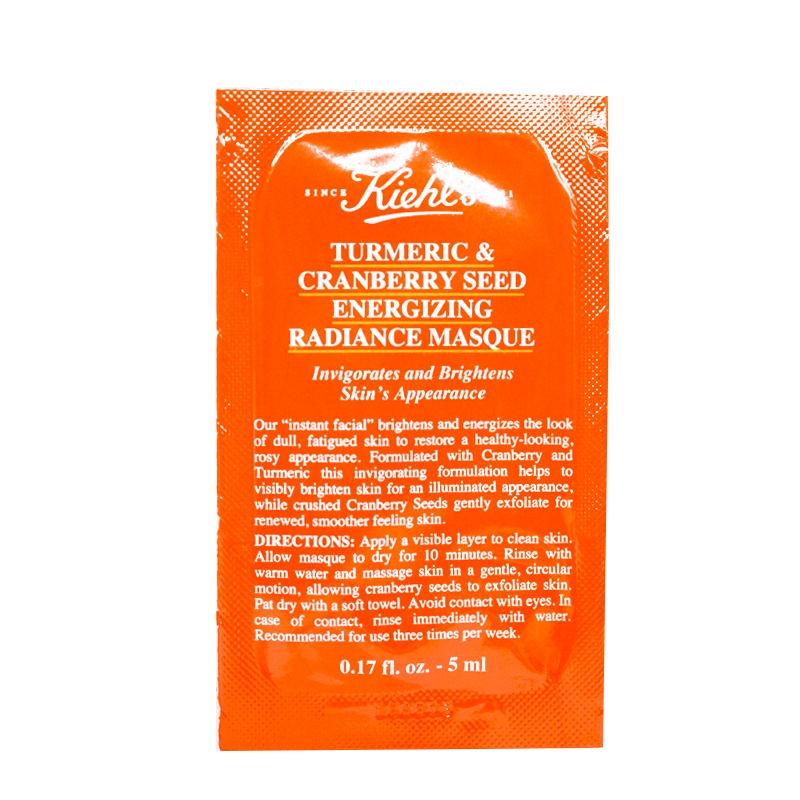 SINCE Kiehl's
TURMERIC &
CRANBERRY SEED
ENERGIZING
RADIANCE MASQUE
Invigorates and Brightens
Skin's Appearance
Our “instant facial” brightens and energizes the look
of dull, fatigued skin to restore a healthy-looking,
rosy appearance. Formulated with Cranberry and
Turmeric this invigorating formulation helps to
visibly brighten skin for an illuminated appearance,
while crushed Cranberry Seeds gently exfoliate for
renewed, smoother feeling skin.
DIRECTIONS: Apply a visible layer to clean skin.
Allow masque to dry for 10 minutes. Rinse with
warm water and massage skin in a gentle, circular
motion, allowing cranberry seeds to exfoliate skin.
Pat dry with a soft towel. Avoid contact with eyes. In
case of contact, rinse immediately with water.
Recommended for use three times per week.
0.17 fl. oz. - 5 ml